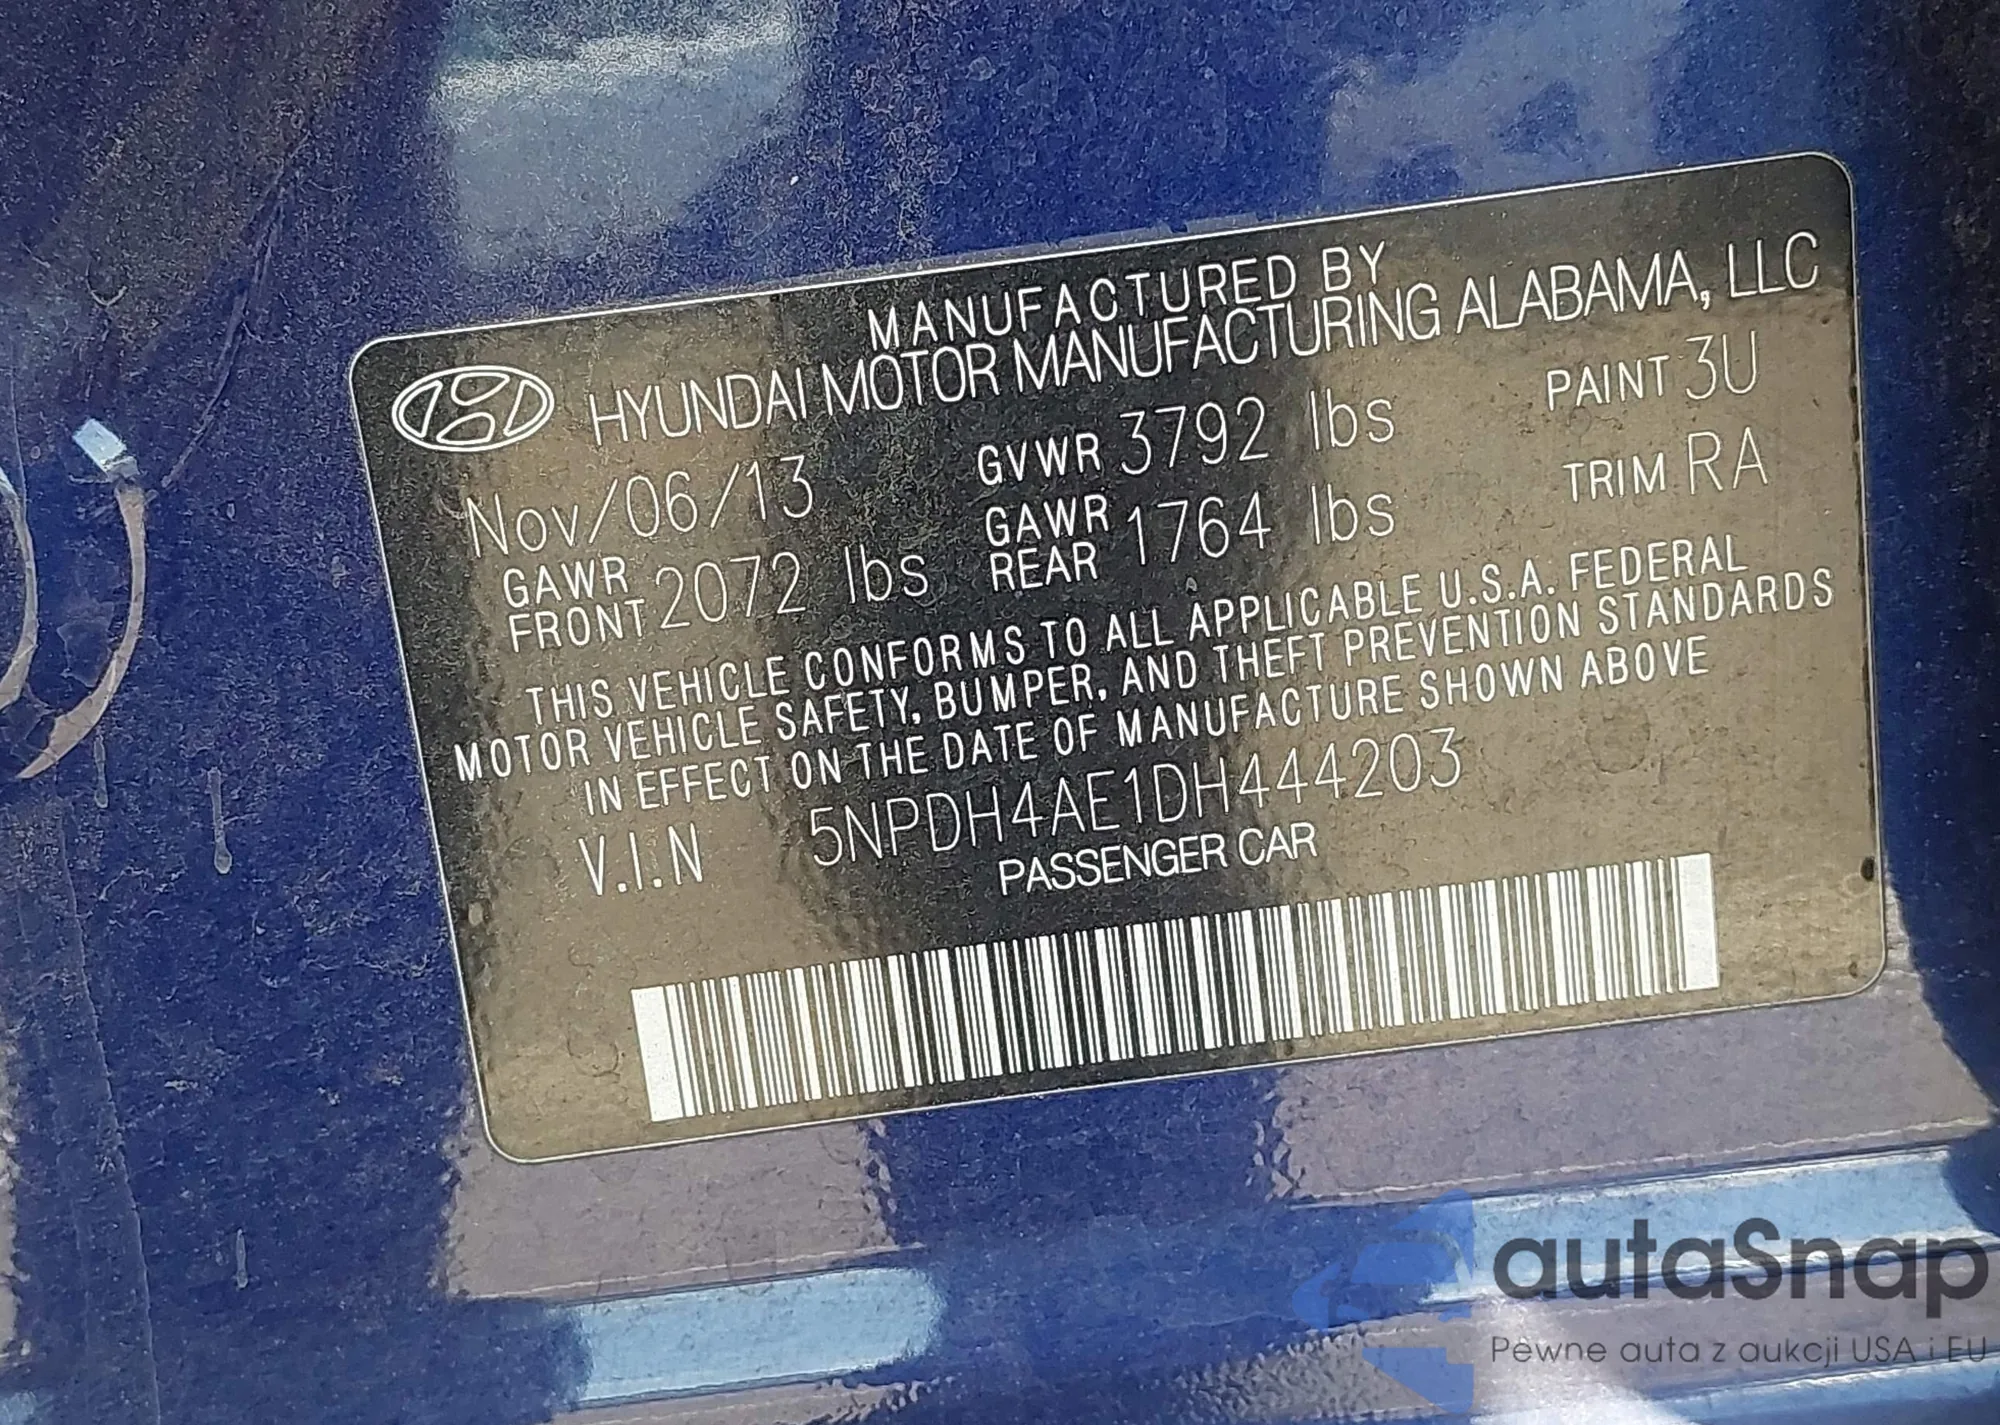 MANUFACTURED BY
HYUNDAI MOTOR MANUFACTURING ALABAMA, LLC
Nov/06/13 GVWR 3792 lbs PAINT 3U
GAWR FRONT 2072 lbs GAWR REAR 1764 lbs TRIM RA
THIS VEHICLE CONFORMS TO ALL APPLICABLE U.S.A. FEDERAL
MOTOR VEHICLE SAFETY, BUMPER, AND THEFT PREVENTION STANDARDS
IN EFFECT ON THE DATE OF MANUFACTURE SHOWN ABOVE
V.I.N 5NPDH4AE1DH444203
PASSENGER CAR
autaSnap
Pewne auta z aukcji USA i EU